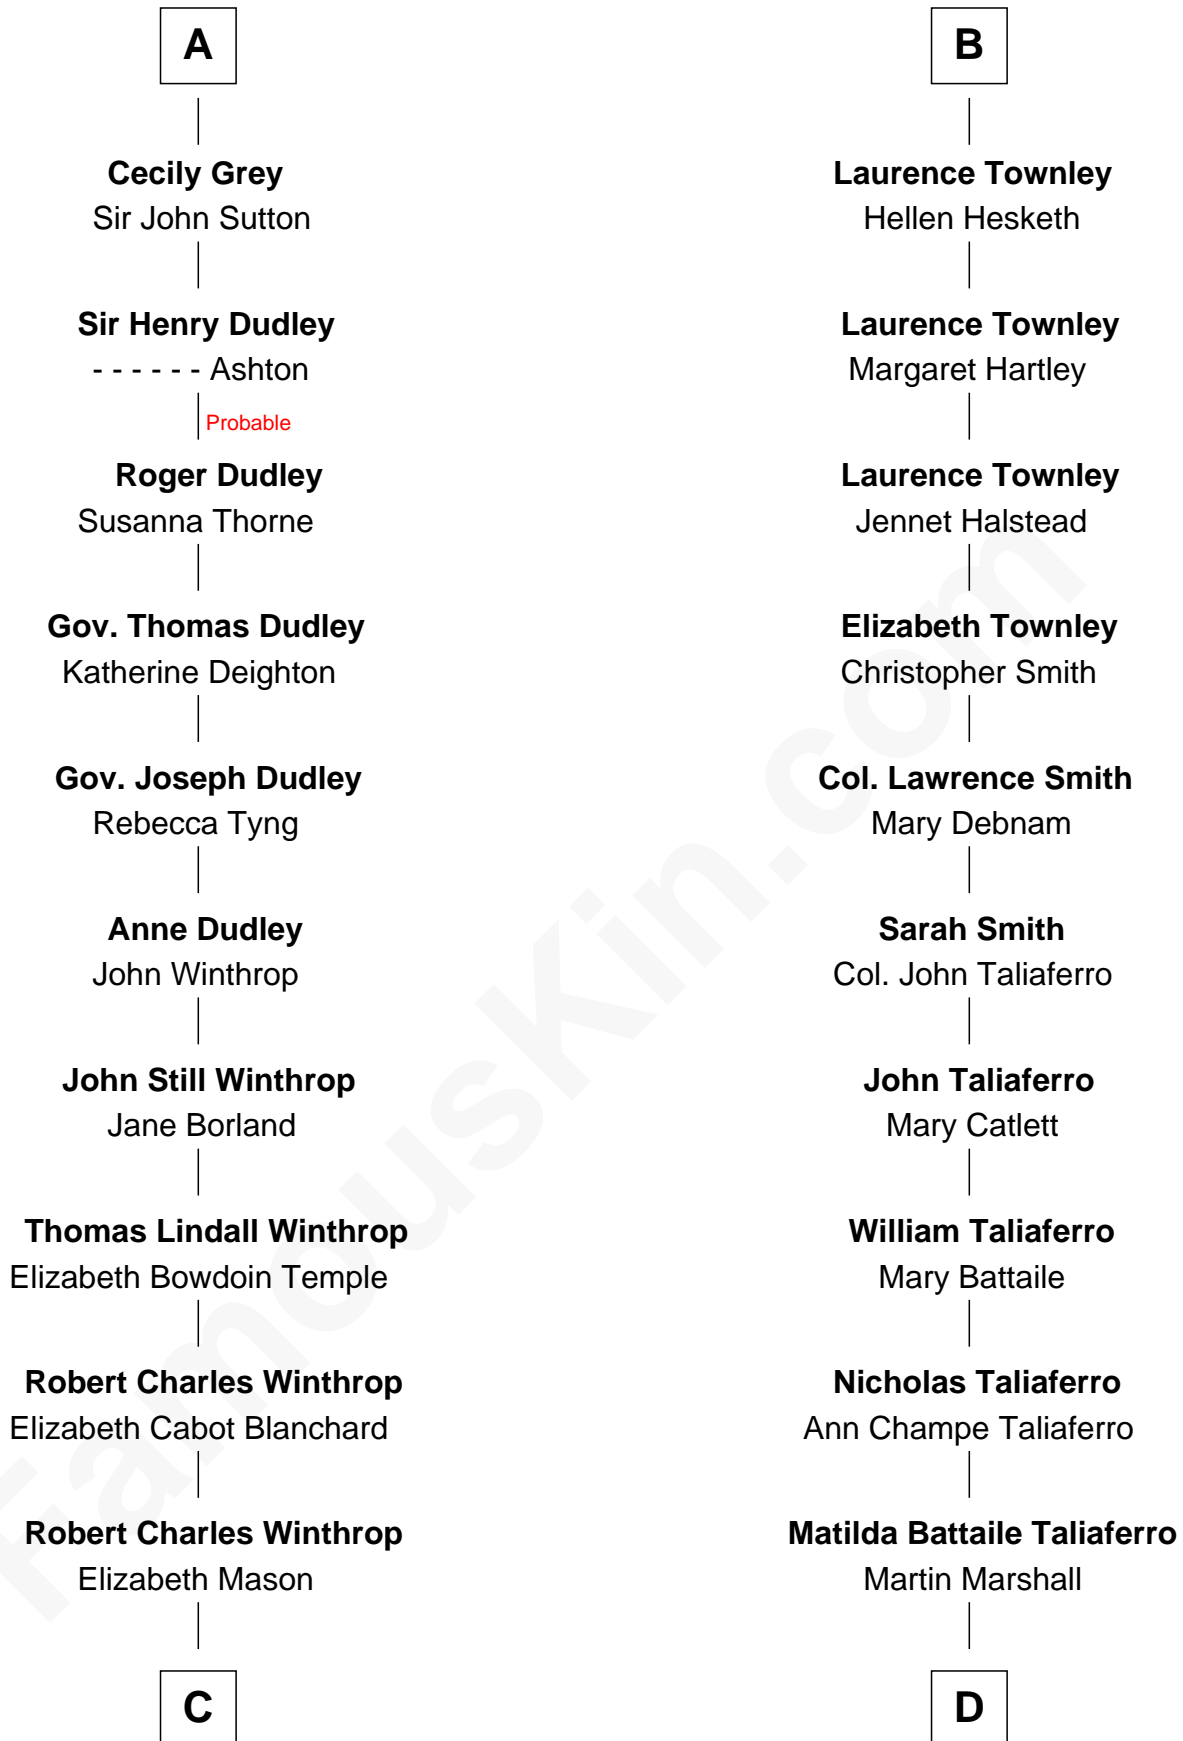 A
Cecily Grey
Sir John Sutton
Sir Henry Dudley
- - - - - - Ashton
Probable
Roger Dudley
Susanna Thorne
Gov. Thomas Dudley
Katherine Deighton
Gov. Joseph Dudley
Rebecca Tyng
Anne Dudley
John Winthrop
John Still Winthrop
Jane Borland
Thomas Lindall Winthrop
Elizabeth Bowdoin Temple
Robert Charles Winthrop
Elizabeth Cabot Blanchard
Robert Charles Winthrop
Elizabeth Mason
C
B
Laurence Townley
Hellen Hesketh
Laurence Townley
Margaret Hartley
Laurence Townley
Jennet Halstead
Elizabeth Townley
Christopher Smith
Col. Lawrence Smith
Mary Debnam
Sarah Smith
Col. John Taliaferro
John Taliaferro
Mary Catlett
William Taliaferro
Mary Battaile
Nicholas Taliaferro
Ann Champe Taliaferro
Matilda Battaile Taliaferro
Martin Marshall
D
FamousKin.com